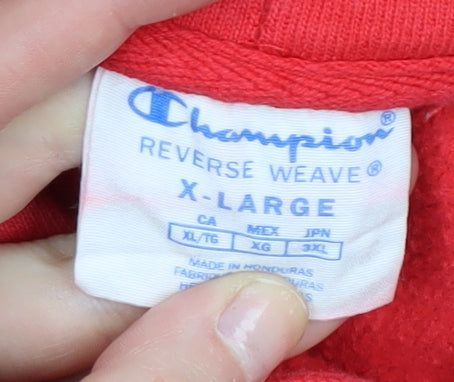 Champion®
REVERSE WEAVE®
X-LARGE
CA MEX JPN
XL/TG XG 3XL
MADE IN HONDURAS